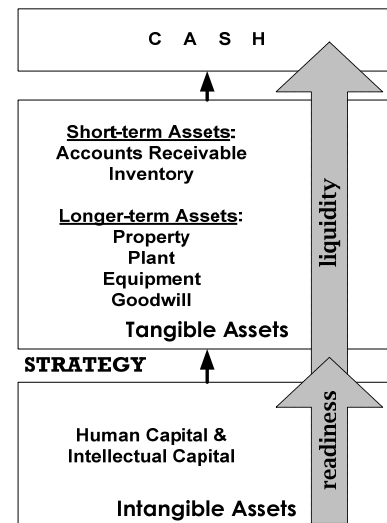 C A S H
Short-term Assets:
Accounts Receivable
Inventory
Longer-term Assets:
Property
Plant
Equipment
Goodwill
Tangible Assets
liquidity
STRATEGY
Human Capital &
Intellectual Capital
Intangible Assets
readiness